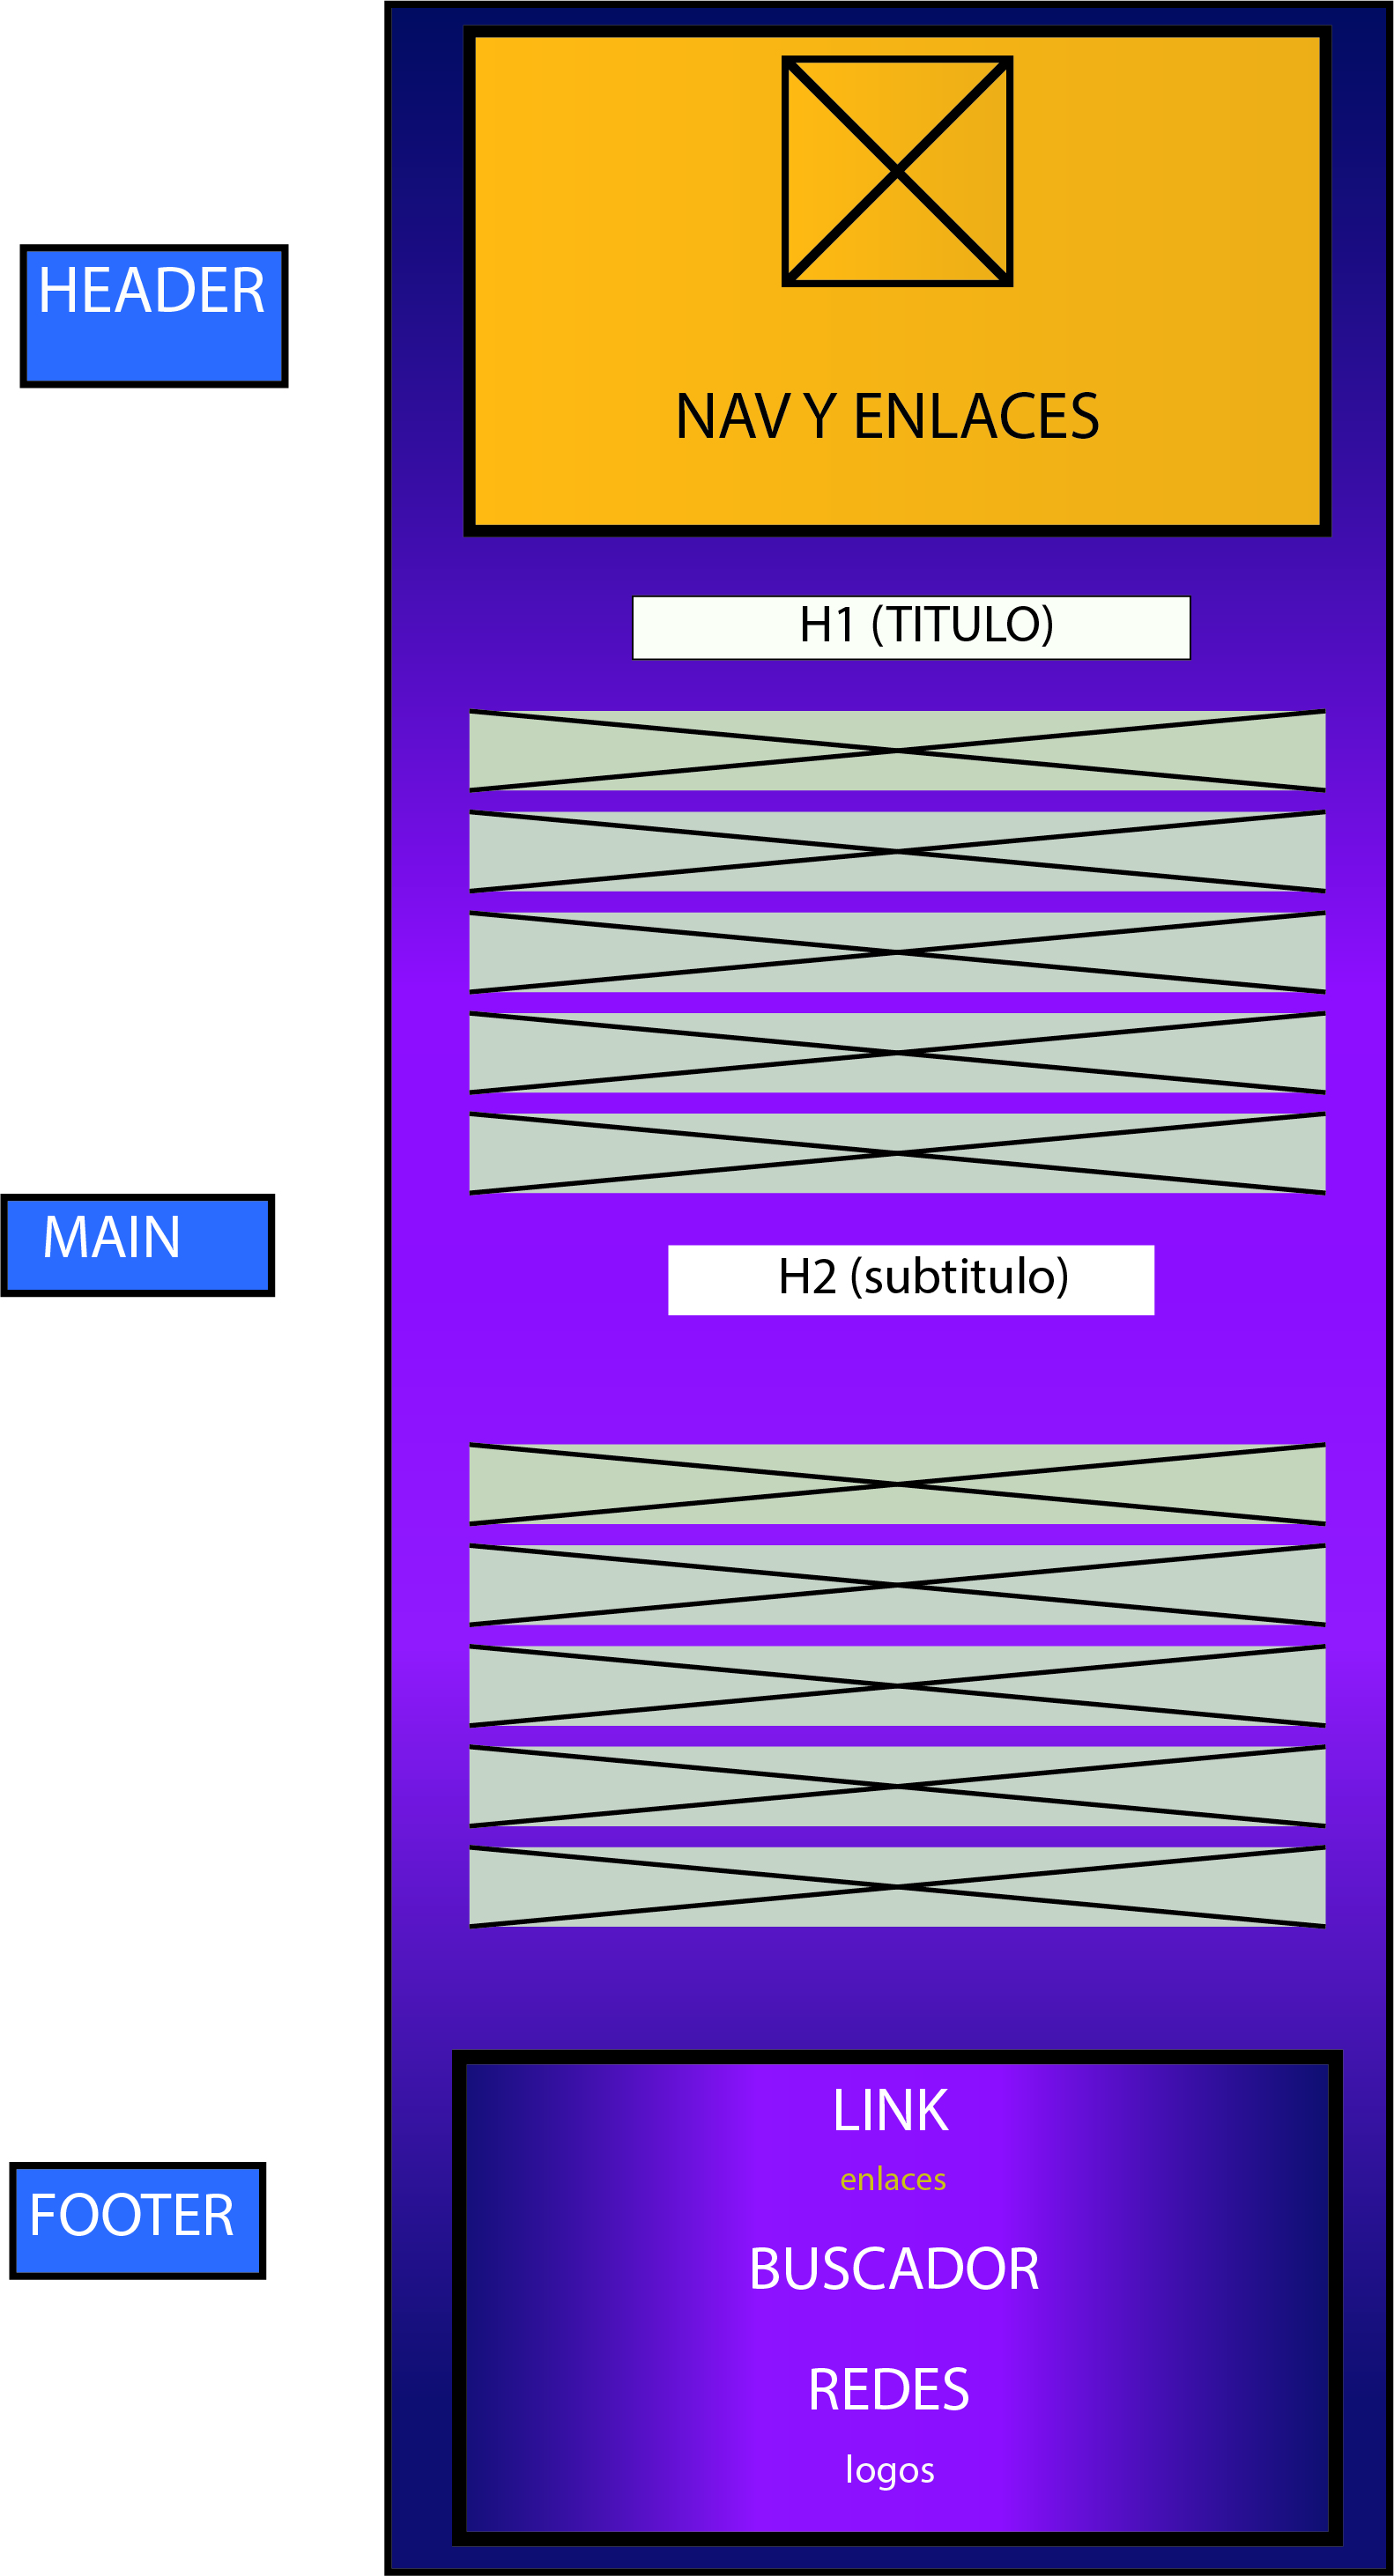 HEADER
NAV Y ENLACES
H1 (TITULO)
MAIN
H2 (subtitulo)
FOOTER
LINK
enlaces
BUSCADOR
REDES
logos